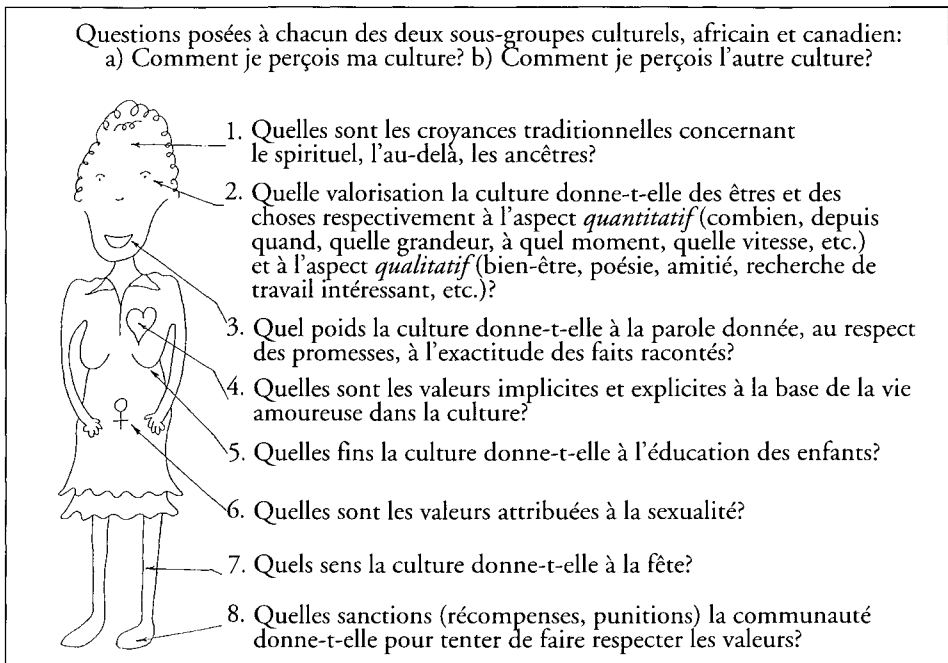 Questions posées à chacun des deux sous-groupes culturels, africain et canadien:
a) Comment je perçois ma culture? b) Comment je perçois l'autre culture?
1. Quelles sont les croyances traditionnelles concernant
le spirituel, l'au-delà, les ancêtres?
2. Quelle valorisation la culture donne-t-elle des êtres et des
choses respectivement à l'aspect quantitatif (combien, depuis
quand, quelle grandeur, à quel moment, quelle vitesse, etc.)
et à l'aspect qualitatif (bien-être, poésie, amitié, recherche de
travail intéressant, etc.)?
3. Quel poids la culture donne-t-elle à la parole donnée, au respect
des promesses, à l'exactitude des faits racontés?
4. Quelles sont les valeurs implicites et explicites à la base de la vie
amoureuse dans la culture?
5. Quelles fins la culture donne-t-elle à l'éducation des enfants?
6. Quelles sont les valeurs attribuées à la sexualité?
7. Quels sens la culture donne-t-elle à la fête?
8. Quelles sanctions (récompenses, punitions) la communauté
donne-t-elle pour tenter de faire respecter les valeurs?